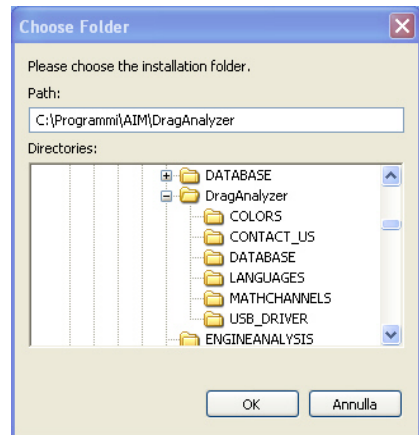 Choose Folder
Please choose the installation folder.
Path:
C:\Programmi\AIM\DragAnalyzer
Directories:
DATABASE
DragAnalyzer
COLORS
CONTACT_US
DATABASE
LANGUAGES
MATHCHANNELS
USB_DRIVER
ENGINEANALYSIS
OK Annulla